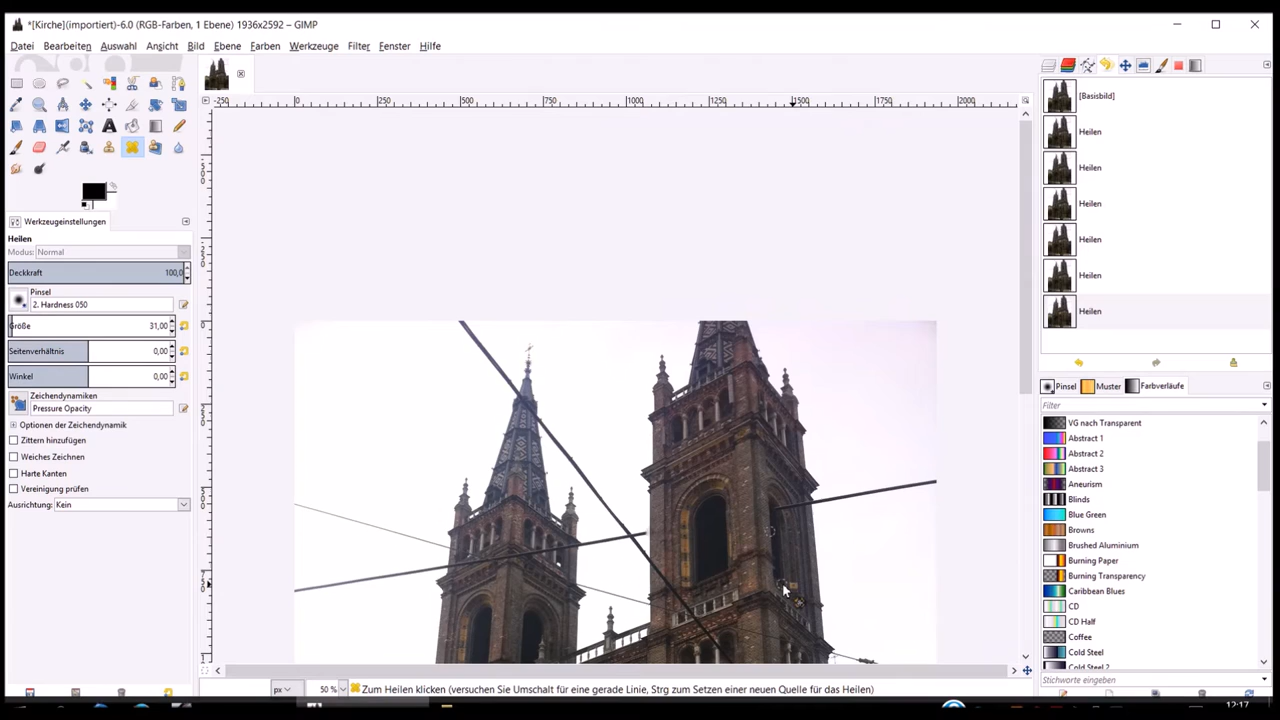 *[Kirche](importiert)-6.0 (RGB-Farben, 1 Ebene) 1936x2592 – GIMP
Datei Bearbeiten Auswahl Ansicht Bild Ebene Farben Werkzeuge Filter Fenster Hilfe
-250 0 250 500 750 1000 1250 1500 1750 2000
[Basisbild]
Heilen
Heilen
Heilen
Heilen
Heilen
Heilen
Werkzeugeinstellungen
Heilen
Modus: Normal
Deckkraft 100,0
Pinsel
2. Hardness 050
Größe 31,00
Seitenverhältnis 0,00
Winkel 0,00
Zeichendynamiken
Pressure Opacity
Optionen der Zeichendynamik
Zittern hinzufügen
Weiches Zeichnen
Harte Kanten
Vereinigung prüfen
Ausrichtung: Kein
Pinsel Muster Farbverläufe
Filter
VG nach Transparent
Abstract 1
Abstract 2
Abstract 3
Aneurism
Blinds
Blue Green
Browns
Brushed Aluminium
Burning Paper
Burning Transparency
Caribbean Blues
CD
CD Half
Coffee
Cold Steel
Cold Steel 2
Stichworte eingeben
px 50 % Zum Heilen klicken (versuchen Sie Umschalt für eine gerade Linie, Strg zum Setzen einer neuen Quelle für das Heilen)
12:17